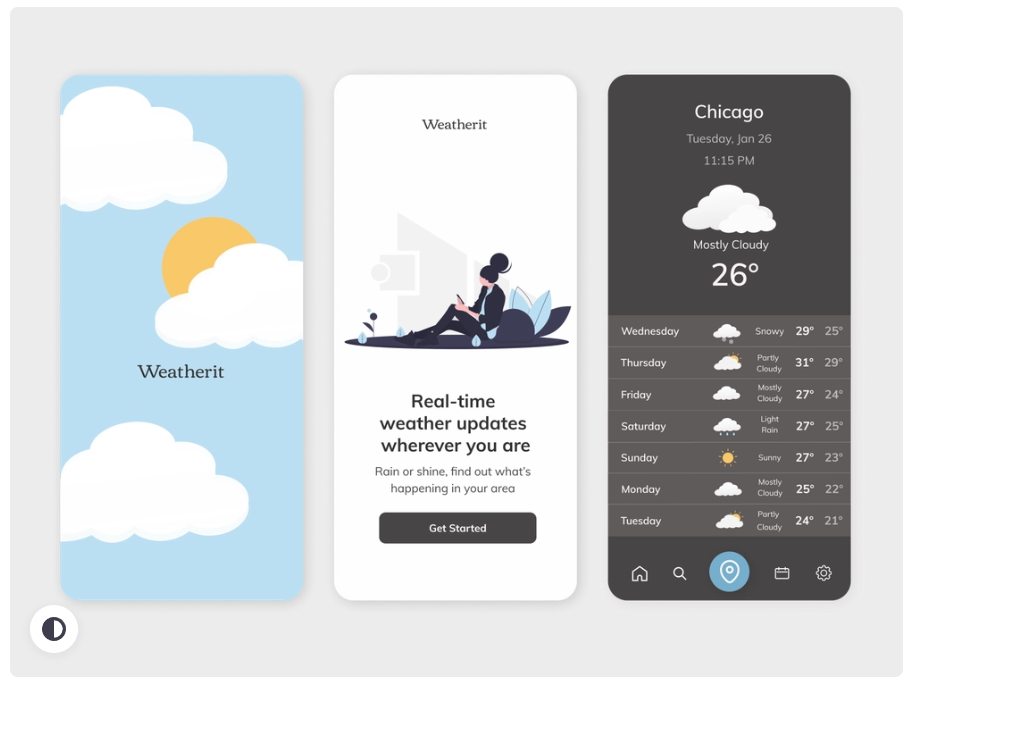 Weatherit
Weatherit
Real-time
weather updates
wherever you are
Rain or shine, find out what's
happening in your area
Get Started
Chicago
Tuesday, Jan 26
11:15 PM
Mostly Cloudy
26°
Wednesday Snowy 29° 25°
Thursday Partly Cloudy 31° 29°
Friday Mostly Cloudy 27° 24°
Saturday Light Rain 27° 25°
Sunday Sunny 27° 23°
Monday Mostly Cloudy 25° 22°
Tuesday Partly Cloudy 24° 21°